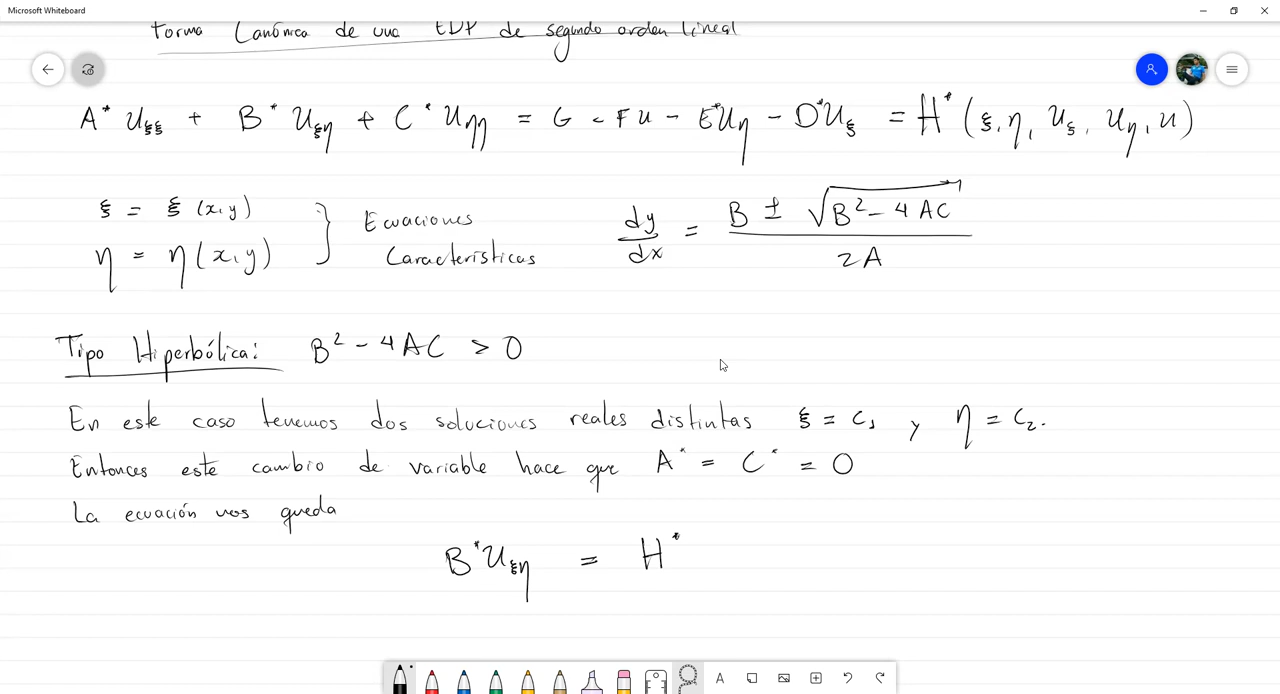 Microsoft Whiteboard
Forma Canónica de una EDP de segundo orden lineal
A* u_ξξ + B* u_ξη + C* u_ηη = G - Fu - E*u_η - D*u_ξ = H* (ξ, η, u_ξ, u_η, u)
ξ = ξ (x,y)
η = η (x,y)
} Ecuaciones
Características
dy/dx = (B ± √(B² - 4AC)) / 2A
Tipo Hiperbólica: B² - 4AC > 0
En este caso tenemos dos soluciones reales distintas ξ = c₁ y η = c₂.
Entonces este cambio de variable hace que A* = C* = 0
La ecuación nos queda
B* u_ξη = H*
A